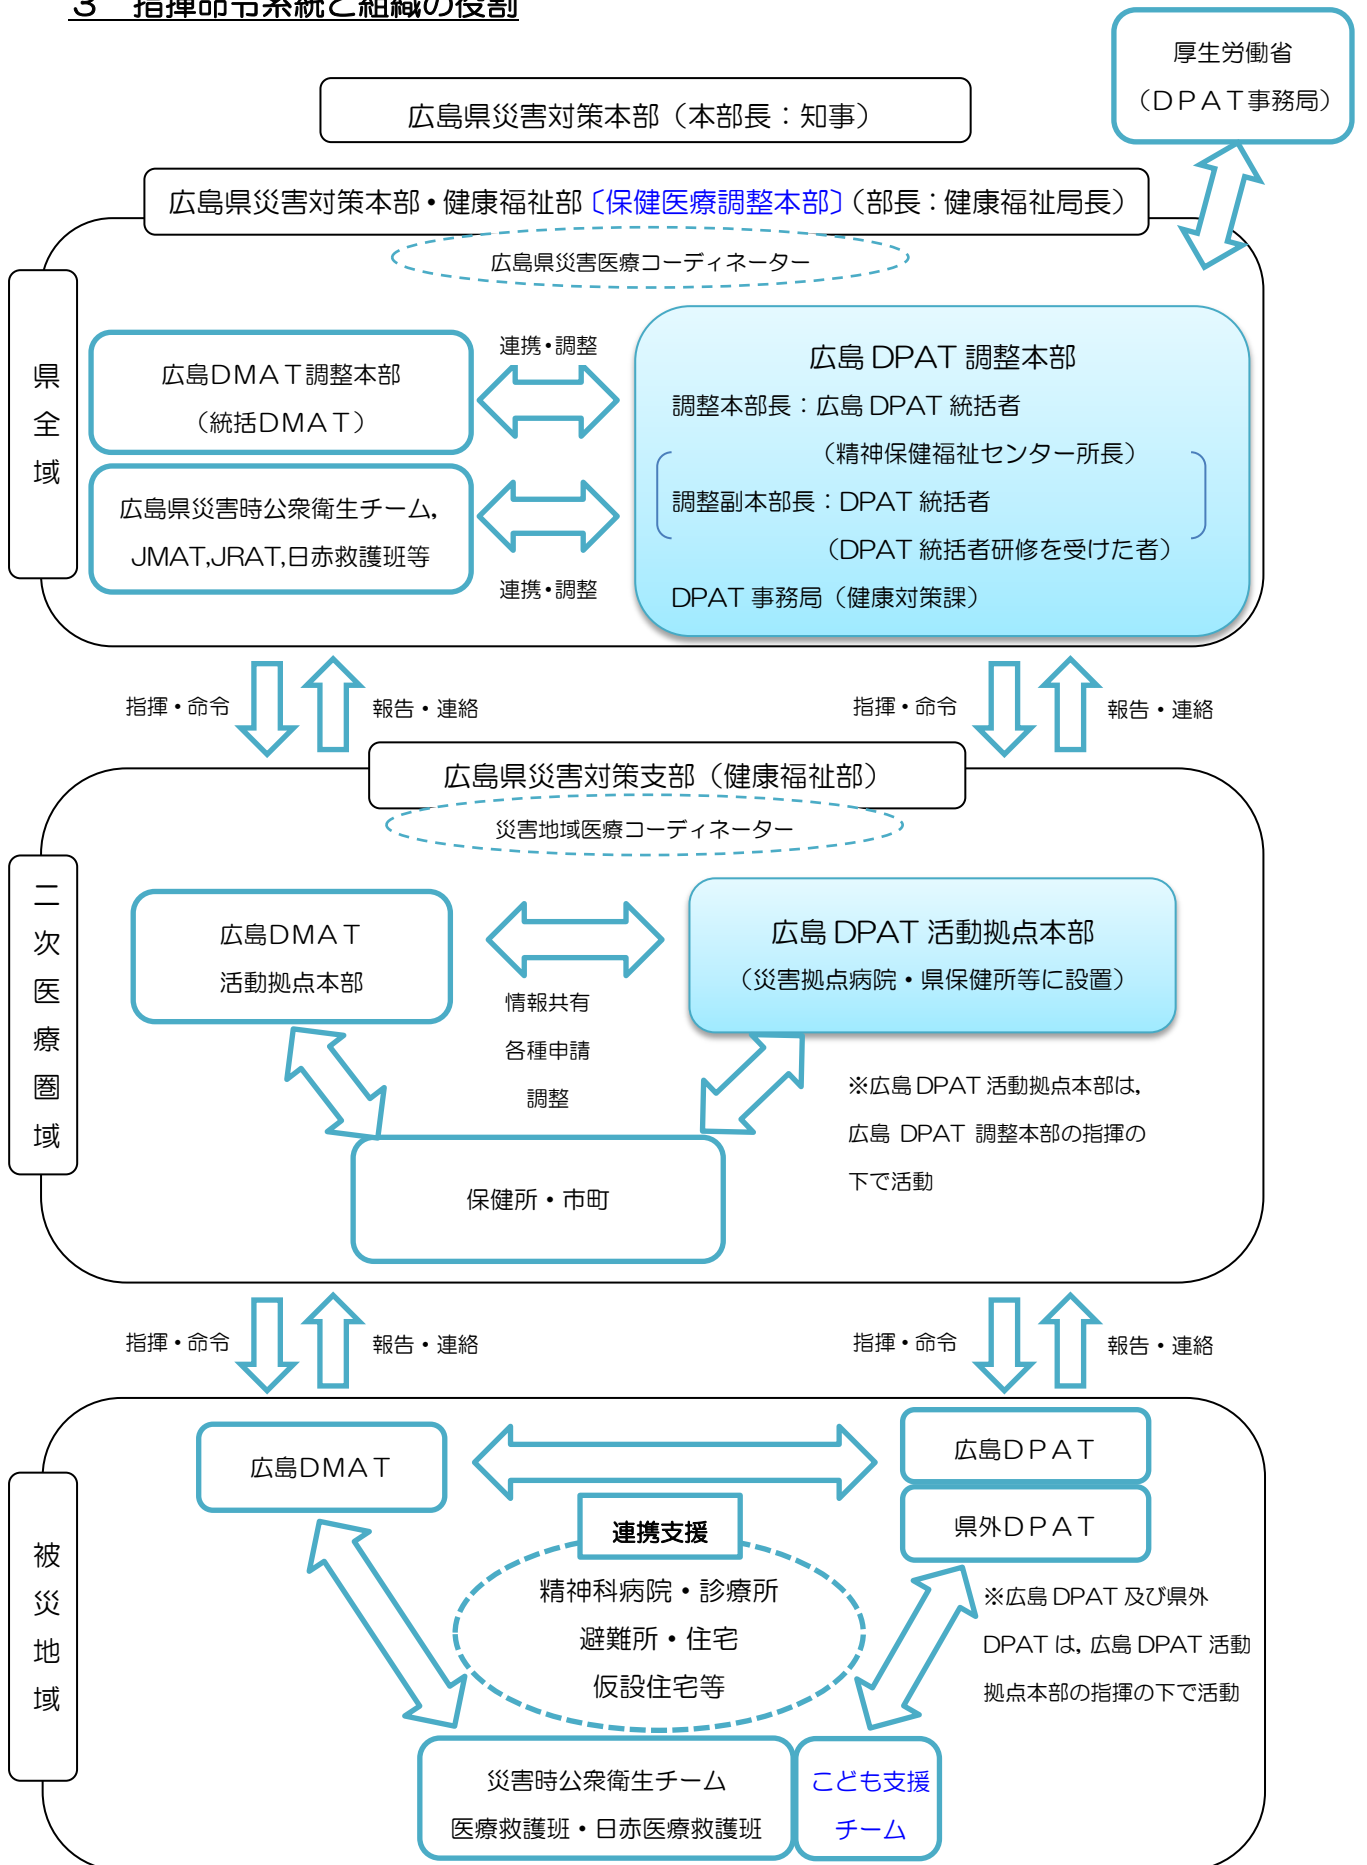 ３　指揮命令系統と組織の役割
厚生労働省
（ＤＰＡＴ事務局）
広島県災害対策本部（本部長：知事）
広島県災害対策本部・健康福祉部〔保健医療調整本部〕（部長：健康福祉局長）
広島県災害医療コーディネーター
県全域
広島ＤＭＡＴ調整本部
（統括ＤＭＡＴ）
連携・調整
広島県災害時公衆衛生チーム，
JMAT,JRAT,日赤救護班等
連携・調整
広島 DPAT 調整本部
調整本部長：広島 DPAT 統括者
（精神保健福祉センター所長）
調整副本部長：DPAT 統括者
（DPAT 統括者研修を受けた者）
DPAT 事務局（健康対策課）
指揮・命令
報告・連絡
指揮・命令
報告・連絡
広島県災害対策支部（健康福祉部）
災害地域医療コーディネーター
二次医療圏域
広島ＤＭＡＴ
活動拠点本部
情報共有
各種申請
調整
広島 DPAT 活動拠点本部
（災害拠点病院・県保健所等に設置）
※広島 DPAT 活動拠点本部は，
広島 DPAT 調整本部の指揮の
下で活動
保健所・市町
指揮・命令
報告・連絡
指揮・命令
報告・連絡
被災地域
広島ＤＭＡＴ
広島ＤＰＡＴ
県外ＤＰＡＴ
連携支援
精神科病院・診療所
避難所・住宅
仮設住宅等
※広島 DPAT 及び県外
DPAT は，広島 DPAT 活動
拠点本部の指揮の下で活動
災害時公衆衛生チーム
医療救護班・日赤医療救護班
こども支援
チーム